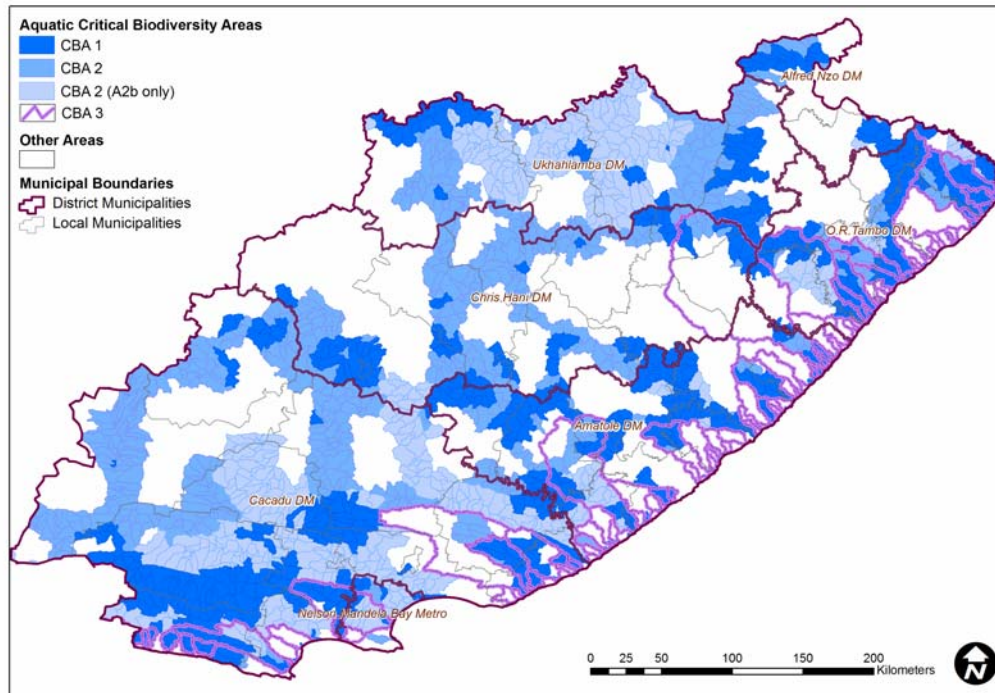 Aquatic Critical Biodiversity Areas
CBA 1
CBA 2
CBA 2 (A2b only)
CBA 3
Other Areas
Municipal Boundaries
District Municipalities
Local Municipalities
Alfred Nzo DM
Ukhahlamba DM
O.R.Tambo DM
Chris Hani DM
Amatole DM
Cacadu DM
Nelson Mandela Bay Metro
0 25 50 100 150 200
Kilometers
N